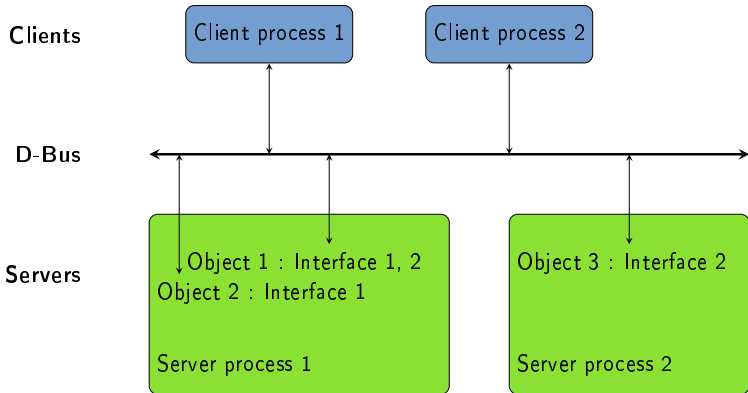 Clients
Client process 1
Client process 2
D-Bus
Servers
Object 1 : Interface 1, 2
Object 2 : Interface 1
Server process 1
Object 3 : Interface 2
Server process 2